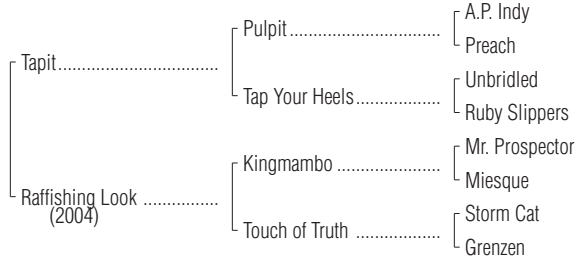 A.P. Indy
Pulpit
Preach
Tapit
Unbridled
Tap Your Heels
Ruby Slippers
Mr. Prospector
Kingmambo
Miesque
Raffishing Look
(2004)
Storm Cat
Touch of Truth
Grenzen